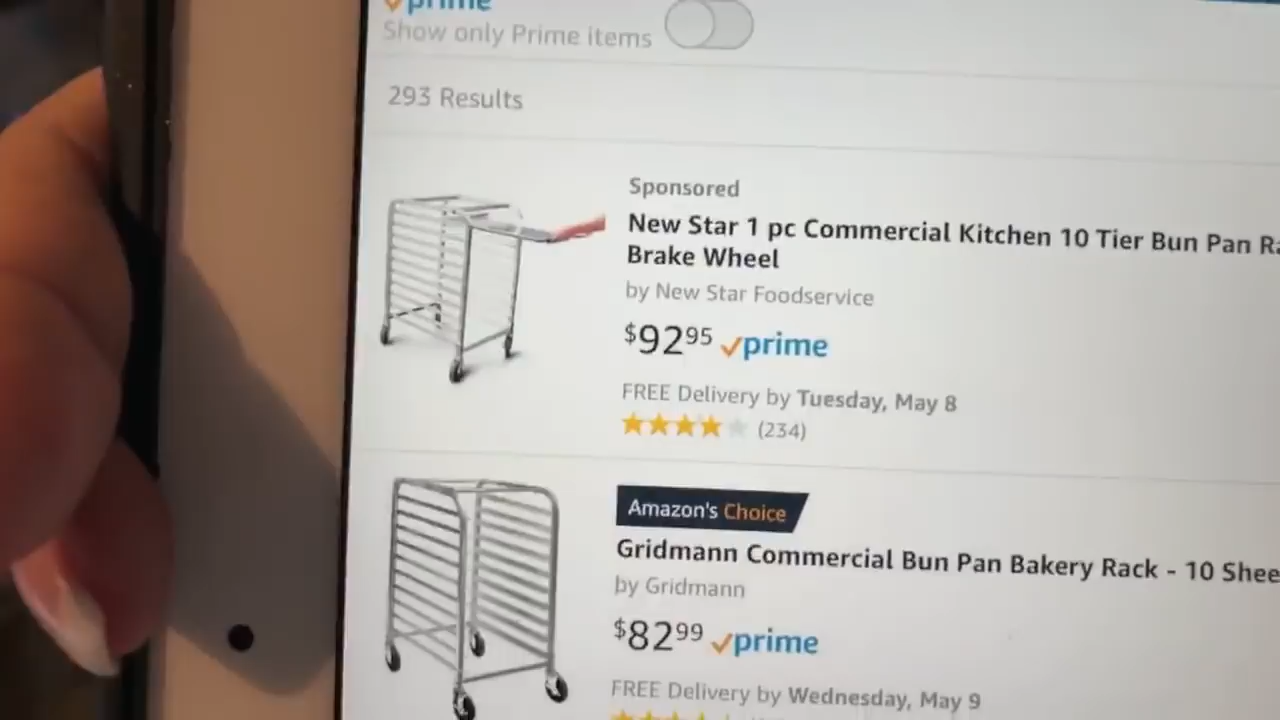 prime
Show only Prime items
293 Results
Sponsored
New Star 1 pc Commercial Kitchen 10 Tier Bun Pan
Brake Wheel
by New Star Foodservice
$92 95 prime
FREE Delivery by Tuesday, May 8
(234)
Amazon's Choice
Gridmann Commercial Bun Pan Bakery Rack - 10 Shee
by Gridmann
$82 99 prime
FREE Delivery by Wednesday, May 9